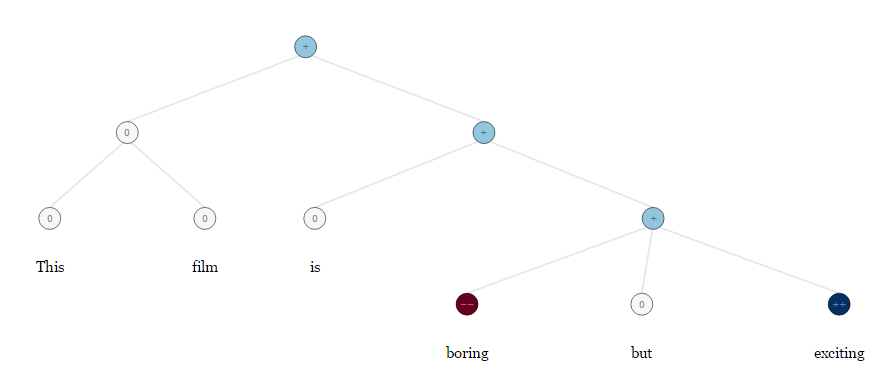 +
0 +
0 0 0 +
This film is
−− 0 ++
boring but exciting